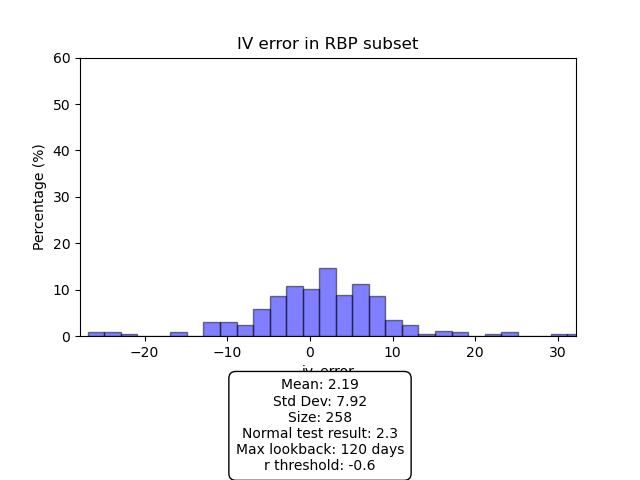 IV error in RBP subset
60
50
40
30
20
10
0
Percentage (%)
−20 −10 0 10 20 30
iv_error
Mean: 2.19
Std Dev: 7.92
Size: 258
Normal test result: 2.3
Max lookback: 120 days
r threshold: -0.6